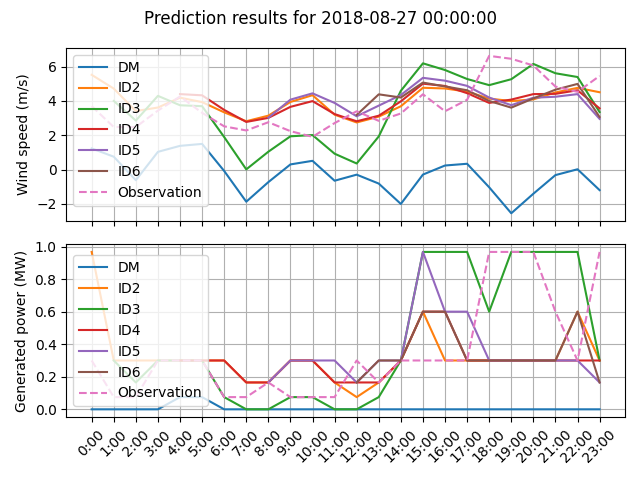 Prediction results for 2018-08-27 00:00:00
Wind speed (m/s)
6
4
2
0
−2
DM
ID2
ID3
ID4
ID5
ID6
Observation
Generated power (MW)
1.0
0.8
0.6
0.4
0.2
0.0
DM
ID2
ID3
ID4
ID5
ID6
Observation
0:00 1:00 2:00 3:00 4:00 5:00 6:00 7:00 8:00 9:00 10:00 11:00 12:00 13:00 14:00 15:00 16:00 17:00 18:00 19:00 20:00 21:00 22:00 23:00